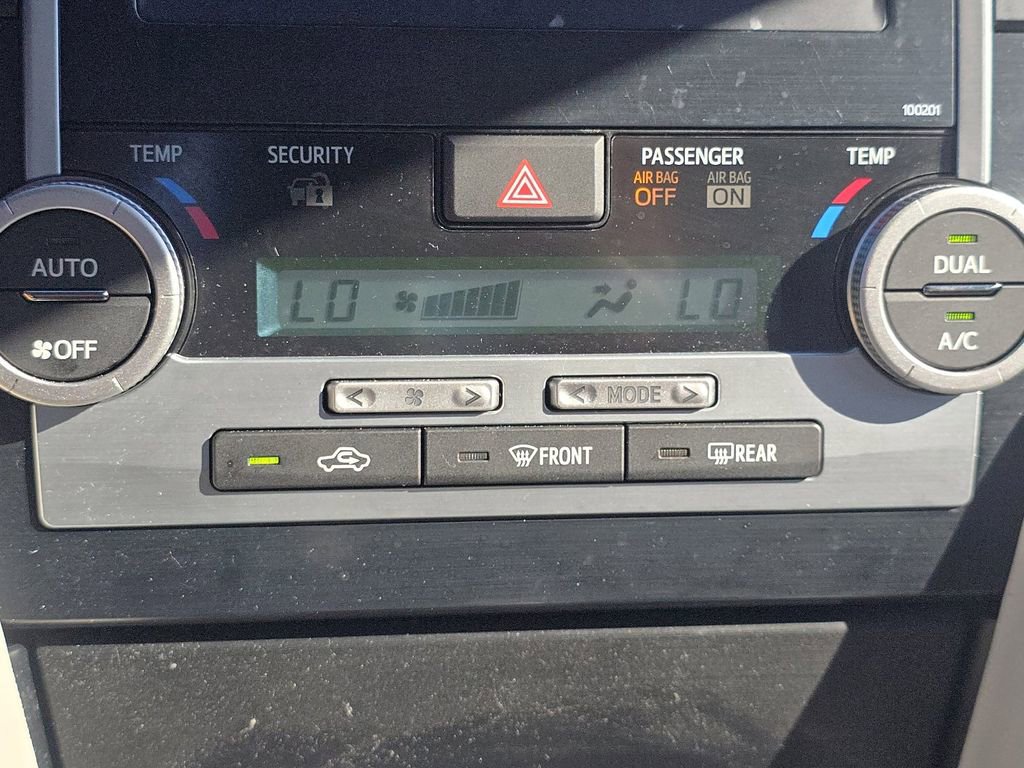 100201
TEMP
SECURITY
PASSENGER
AIR BAG
OFF
AIR BAG
ON
TEMP
AUTO
OFF
LO
LO
DUAL
A/C
< >
< MODE >
FRONT
REAR